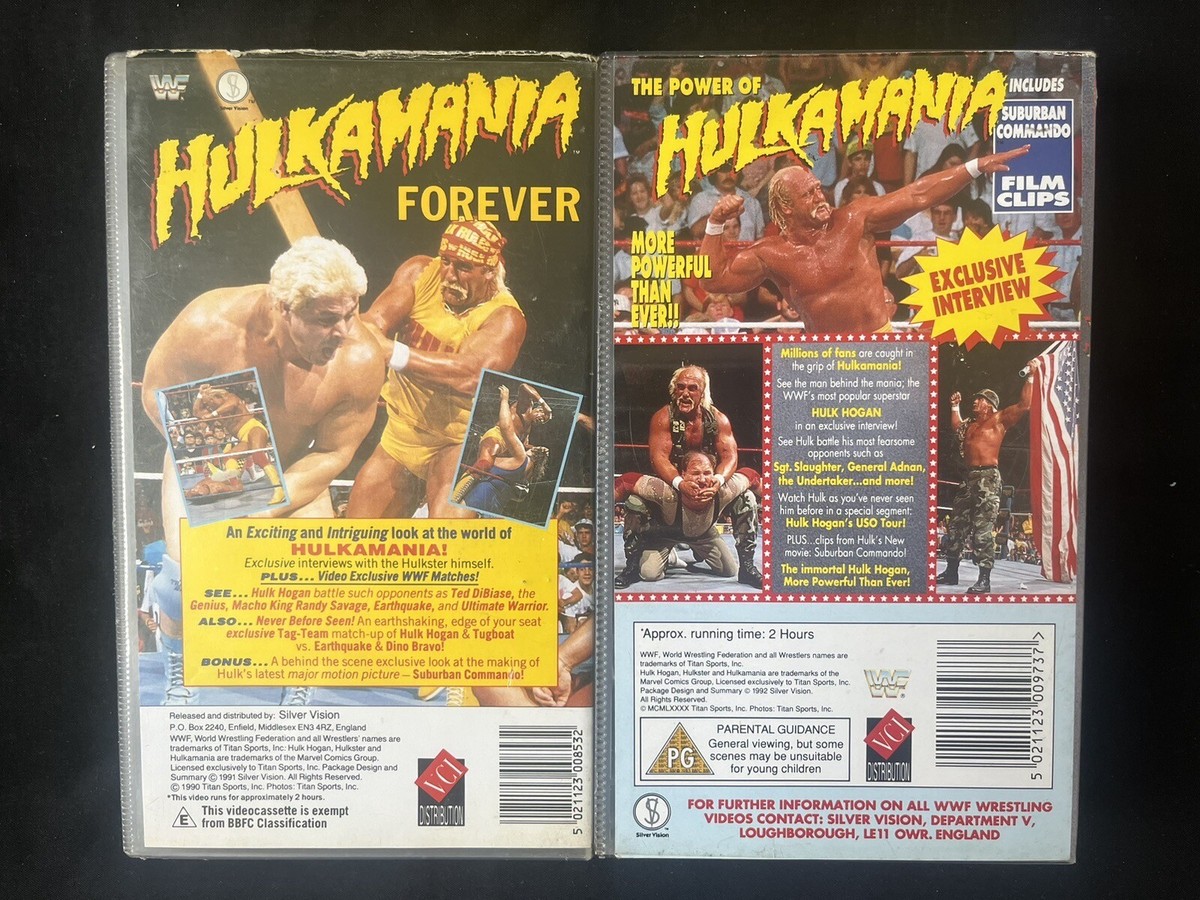 WF
Silver Vision
HULKAMANIA
FOREVER
An Exciting and Intriguing look at the world of
HULKAMANIA!
Exclusive interviews with the Hulkster himself.
PLUS... Video Exclusive WWF Matches!
SEE... Hulk Hogan battle such opponents as Ted DiBiase, the
Genius, Macho King Randy Savage, Earthquake, and Ultimate Warrior.
ALSO... Never Before Seen! An earthshaking, edge of your seat
exclusive Tag-Team match-up of Hulk Hogan & Tugboat
vs. Earthquake & Dino Bravo!
BONUS... A behind the scene exclusive look at the making of
Hulk's latest major motion picture – Suburban Commando!
Released and distributed by: Silver Vision
P.O. Box 2240, Enfield, Middlesex EN3 4RZ, England
WWF, World Wrestling Federation and all Wrestlers' names are
trademarks of Titan Sports, Inc: Hulk Hogan, Hulkster and
Hulkamania are trademarks of the Marvel Comics Group.
Licensed exclusively to Titan Sports, Inc. Package Design and
Summary © 1991 Silver Vision. All Rights Reserved.
© 1990 Titan Sports, Inc. Photos: Titan Sports, Inc.
*This video runs for approximately 2 hours.
E This videocassette is exempt
from BBFC Classification
VCI
DISTRIBUTION
5 021123 008532
THE POWER OF
HULKAMANIA
INCLUDES
SUBURBAN
COMMANDO
FILM
CLIPS
MORE
POWERFUL
THAN
EVER!!
EXCLUSIVE
INTERVIEW
Millions of fans are caught in
the grip of Hulkamania!
See the man behind the mania; the
WWF's most popular superstar
HULK HOGAN
in an exclusive interview!
See Hulk battle his most fearsome
opponents such as
Sgt. Slaughter, General Adnan,
the Undertaker...and more!
Watch Hulk as you've never seen
him before in a special segment:
Hulk Hogan's USO Tour!
PLUS...clips from Hulk's New
movie: Suburban Commando!
The immortal Hulk Hogan,
More Powerful Than Ever!
*Approx. running time: 2 Hours
WWF, World Wrestling Federation and all Wrestlers names are
trademarks of Titan Sports, Inc.
Hulk Hogan, Hulkster and Hulkamania are trademarks of the
Marvel Comics Group, Licensed exclusively to Titan Sports, Inc.
Package Design and Summary © 1992 Silver Vision.
All Rights Reserved.
© MCMLXXXX Titan Sports, Inc. Photos: Titan Sports, Inc.
WF
PG
PARENTAL GUIDANCE
General viewing, but some
scenes may be unsuitable
for young children
VCI
DISTRIBUTION
5 021123 009737 >
Silver Vision
FOR FURTHER INFORMATION ON ALL WWF WRESTLING
VIDEOS CONTACT: SILVER VISION, DEPARTMENT V,
LOUGHBOROUGH, LE11 OWR. ENGLAND